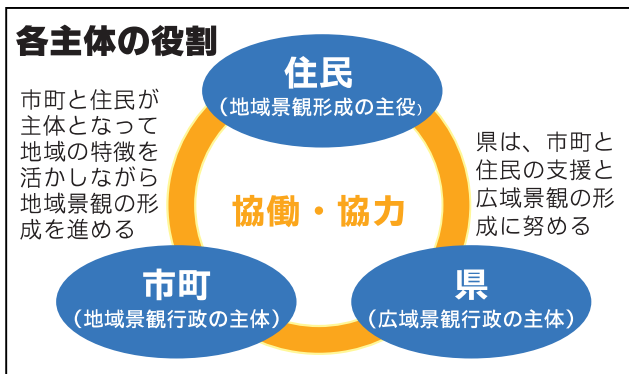 各主体の役割
住民
(地域景観形成の主役)
市町と住民が
主体となって
地域の特徴を
活かしながら
地域景観の形
成を進める
県は、市町と
住民の支援と
広域景観の形
成に努める
協働・協力
市町
(地域景観行政の主体)
県
(広域景観行政の主体)